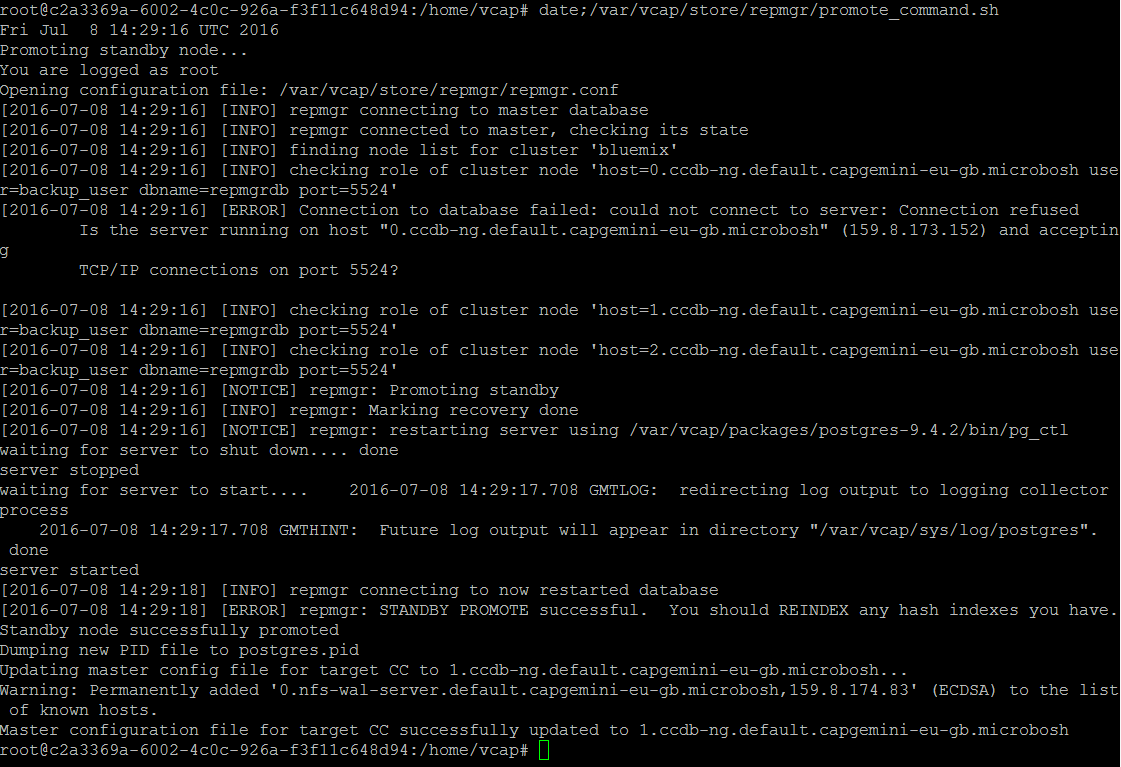 root@c2a3369a-6002-4c0c-926a-f3f11c648d94:/home/vcap# date;/var/vcap/store/repmgr/promote_command.sh
Fri Jul  8 14:29:16 UTC 2016
Promoting standby node...
You are logged as root
Opening configuration file: /var/vcap/store/repmgr/repmgr.conf
[2016-07-08 14:29:16] [INFO] repmgr connecting to master database
[2016-07-08 14:29:16] [INFO] repmgr connected to master, checking its state
[2016-07-08 14:29:16] [INFO] finding node list for cluster 'bluemix'
[2016-07-08 14:29:16] [INFO] checking role of cluster node 'host=0.ccdb-ng.default.capgemini-eu-gb.microbosh use
r=backup_user dbname=repmgrdb port=5524'
[2016-07-08 14:29:16] [ERROR] Connection to database failed: could not connect to server: Connection refused
        Is the server running on host "0.ccdb-ng.default.capgemini-eu-gb.microbosh" (159.8.173.152) and acceptin
g
        TCP/IP connections on port 5524?

[2016-07-08 14:29:16] [INFO] checking role of cluster node 'host=1.ccdb-ng.default.capgemini-eu-gb.microbosh use
r=backup_user dbname=repmgrdb port=5524'
[2016-07-08 14:29:16] [INFO] checking role of cluster node 'host=2.ccdb-ng.default.capgemini-eu-gb.microbosh use
r=backup_user dbname=repmgrdb port=5524'
[2016-07-08 14:29:16] [NOTICE] repmgr: Promoting standby
[2016-07-08 14:29:16] [INFO] repmgr: Marking recovery done
[2016-07-08 14:29:16] [NOTICE] repmgr: restarting server using /var/vcap/packages/postgres-9.4.2/bin/pg_ctl
waiting for server to shut down.... done
server stopped
waiting for server to start....    2016-07-08 14:29:17.708 GMTLOG:  redirecting log output to logging collector
process
    2016-07-08 14:29:17.708 GMTHINT:  Future log output will appear in directory "/var/vcap/sys/log/postgres".
 done
server started
[2016-07-08 14:29:18] [INFO] repmgr connecting to now restarted database
[2016-07-08 14:29:18] [ERROR] repmgr: STANDBY PROMOTE successful.  You should REINDEX any hash indexes you have.
Standby node successfully promoted
Dumping new PID file to postgres.pid
Updating master config file for target CC to 1.ccdb-ng.default.capgemini-eu-gb.microbosh...
Warning: Permanently added '0.nfs-wal-server.default.capgemini-eu-gb.microbosh,159.8.174.83' (ECDSA) to the list
 of known hosts.
Master configuration file for target CC successfully updated to 1.ccdb-ng.default.capgemini-eu-gb.microbosh
root@c2a3369a-6002-4c0c-926a-f3f11c648d94:/home/vcap#